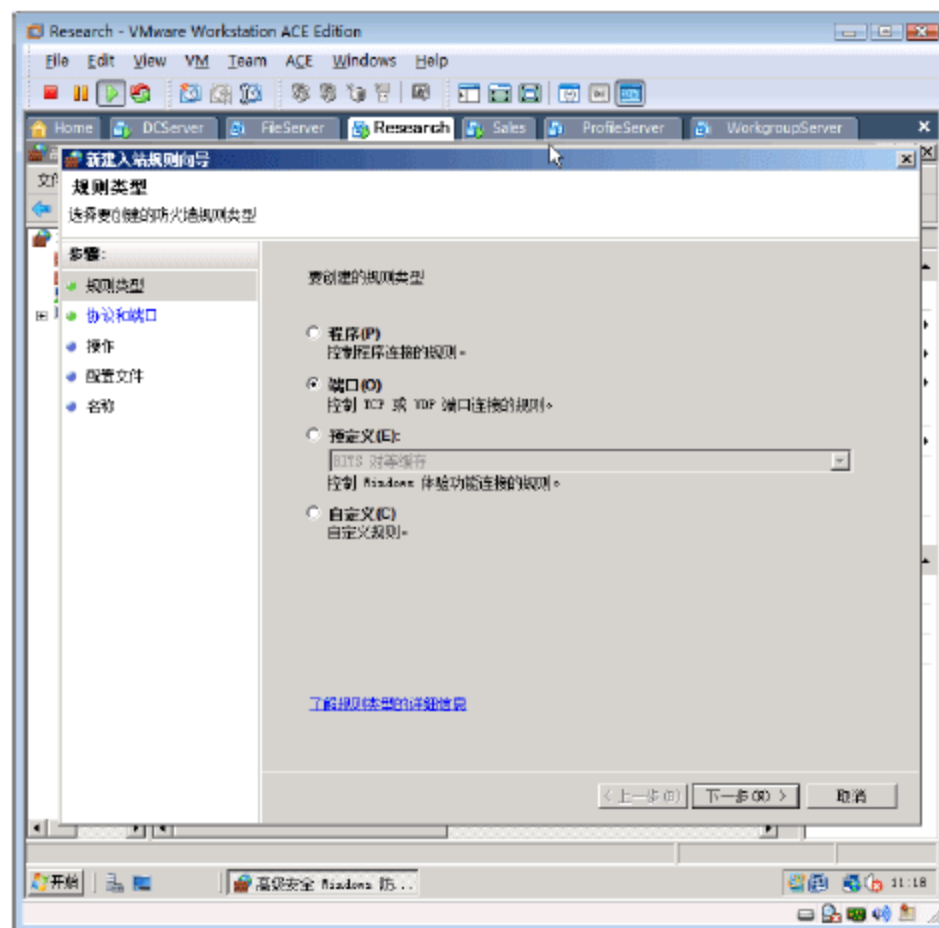 Research - VMware Workstation ACE Edition
File Edit View VM Team ACE Windows Help
Home DCServer FileServer Research Sales ProfileServer WorkgroupServer
新建入站规则向导
规则类型
选择要创建的防火墙规则类型
步骤:
规则类型
协议和端口
操作
配置文件
名称
要创建的规则类型
程序(P)
控制程序连接的规则。
端口(O)
控制 TCP 或 UDP 端口连接的规则。
预定义(E):
BITS 对等缓存
控制 Windows 体验功能连接的规则。
自定义(C)
自定义规则。
了解规则类型的详细信息
< 上一步(B) 下一步(N) > 取消
开始 高级安全 Windows 防... 11:18